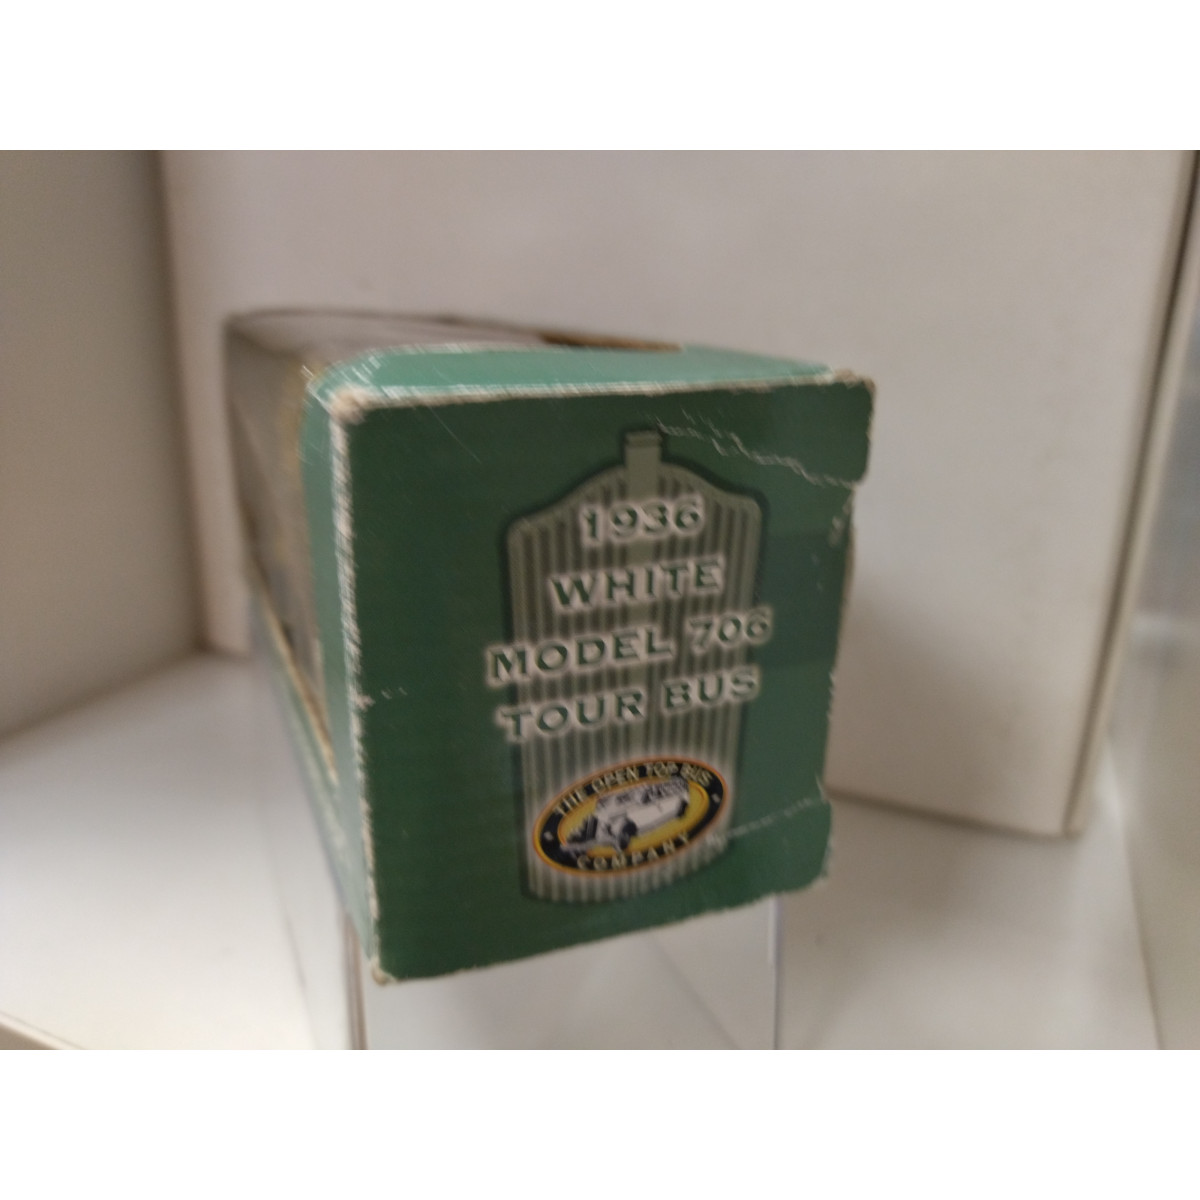 1936
WHITE
MODEL 706
TOUR BUS
THE OPEN TOP BUS
COMPANY